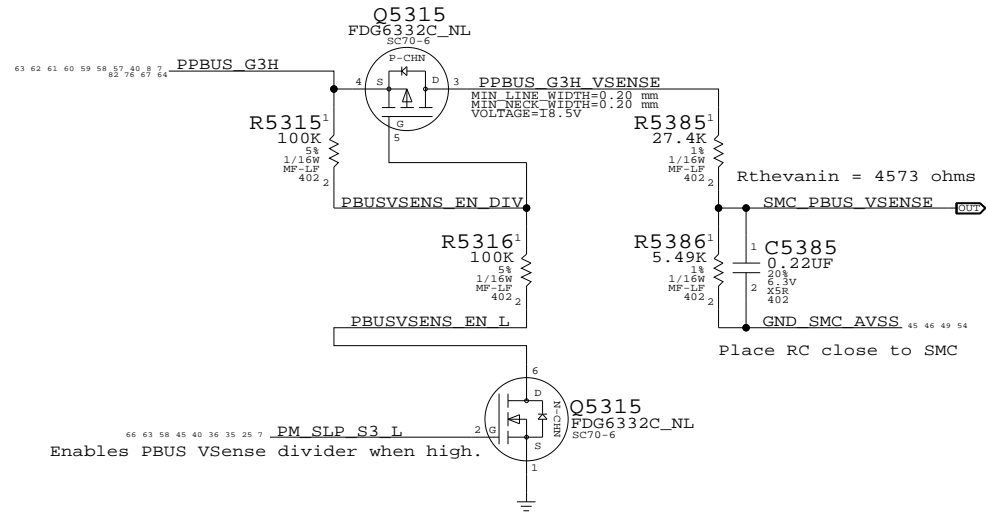 Q5315
FDG6332C_NL
SC70-6
P-CHN
63 62 61 60 59 58 57 40 8 7
82 76 67 64
PPBUS_G3H
4
S
D
3
G
5
PPBUS_G3H_VSENSE
MIN_LINE_WIDTH=0.20 mm
MIN_NECK_WIDTH=0.20 mm
VOLTAGE=18.5V
R5315
1
100K
5%
1/16W
MF-LF
402
2
R5385
1
27.4K
1%
1/16W
MF-LF
402
2
Rthevanin = 4573 ohms
PBUSVSENS_EN_DIV
SMC_PBUS_VSENSE
OUT
R5316
1
100K
5%
1/16W
MF-LF
402
2
R5386
1
5.49K
1%
1/16W
MF-LF
402
2
1
C5385
0.22UF
20%
6.3V
X5R
402
2
PBUSVSENS_EN_L
GND_SMC_AVSS
45 46 49 54
Place RC close to SMC
6
D
N-CHN
Q5315
FDG6332C_NL
SC70-6
66 63 58 45 40 36 35 25 7
PM_SLP_S3_L
2
G
S
1
Enables PBUS VSense divider when high.